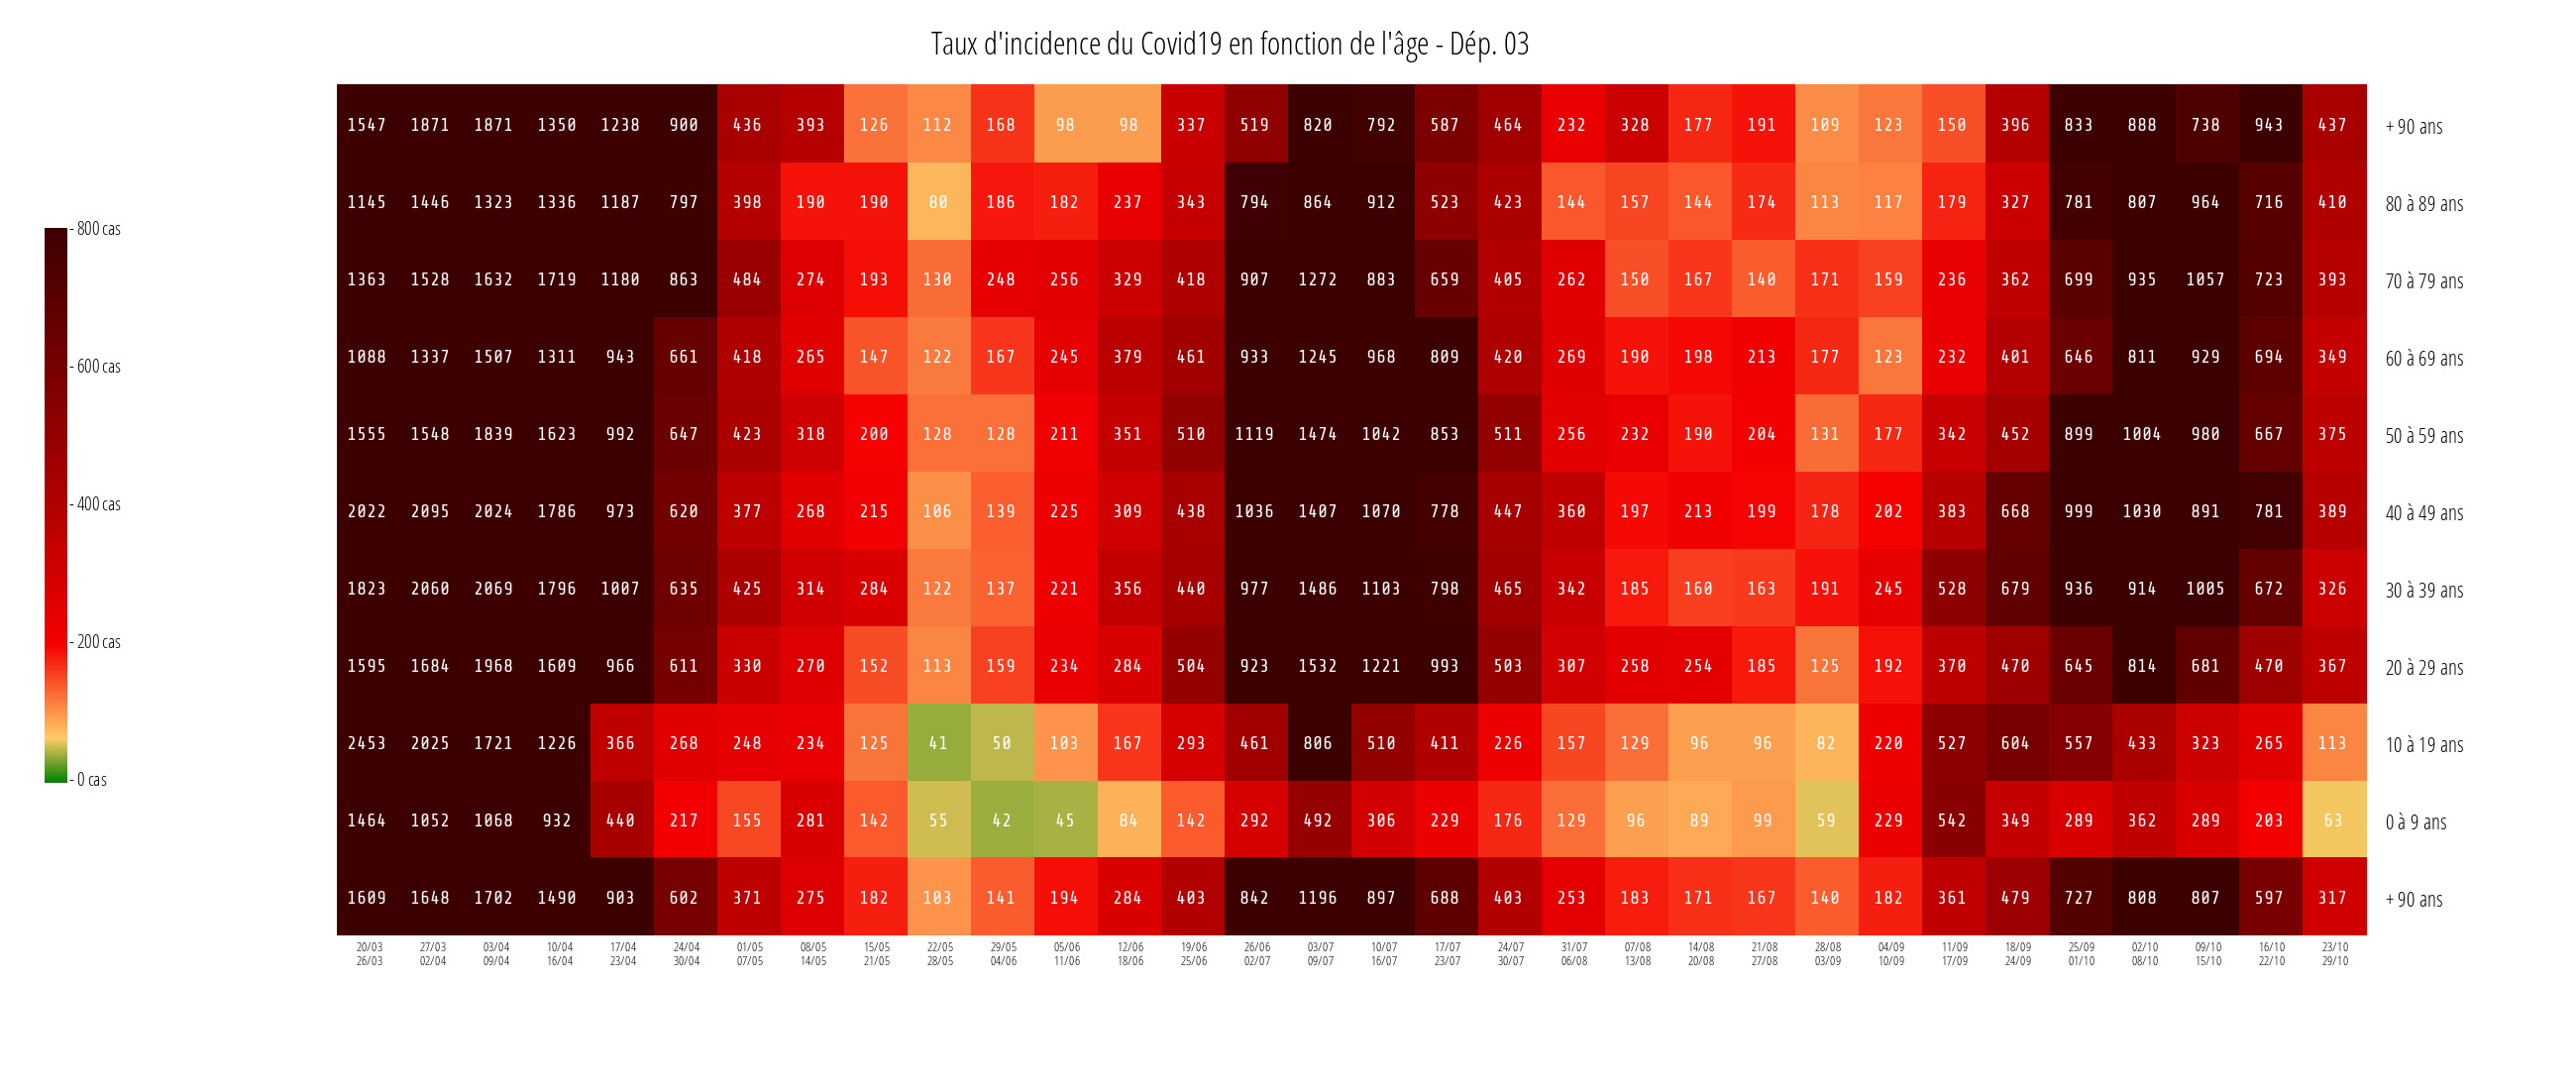 Taux d'incidence du Covid19 en fonction de l'âge - Dép. 03
1547 1871 1871 1350 1238 900 436 393 126 112 168 98 98 337 519 820 792 587 464 232 328 177 191 109 123 150 396 833 888 738 943 437 + 90 ans
1145 1446 1323 1336 1187 797 398 190 190 80 186 182 237 343 794 864 912 523 423 144 157 144 174 113 117 179 327 781 807 964 716 410 80 à 89 ans
- 800 cas
1363 1528 1632 1719 1180 863 484 274 193 130 248 256 329 418 907 1272 883 659 405 262 150 167 140 171 159 236 362 699 935 1057 723 393 70 à 79 ans
1088 1337 1507 1311 943 661 418 265 147 122 167 245 379 461 933 1245 968 809 420 269 190 198 213 177 123 232 401 646 811 929 694 349 60 à 69 ans
- 600 cas
1555 1548 1839 1623 992 647 423 318 200 128 128 211 351 510 1119 1474 1042 853 511 256 232 190 204 131 177 342 452 899 1004 980 667 375 50 à 59 ans
- 400 cas
2022 2095 2024 1786 973 620 377 268 215 106 139 225 309 438 1036 1407 1070 778 447 360 197 213 199 178 202 383 668 999 1030 891 781 389 40 à 49 ans
1823 2060 2069 1796 1007 635 425 314 284 122 137 221 356 440 977 1486 1103 798 465 342 185 160 163 191 245 528 679 936 914 1005 672 326 30 à 39 ans
- 200 cas
1595 1684 1968 1609 966 611 330 270 152 113 159 234 284 504 923 1532 1221 993 503 307 258 254 185 125 192 370 470 645 814 681 470 367 20 à 29 ans
2453 2025 1721 1226 366 268 248 234 125 41 50 103 167 293 461 806 510 411 226 157 129 96 96 82 220 527 604 557 433 323 265 113 10 à 19 ans
- 0 cas
1464 1052 1068 932 440 217 155 281 142 55 42 45 84 142 292 492 306 229 176 129 96 89 99 59 229 542 349 289 362 289 203 63 0 à 9 ans
1609 1648 1702 1490 903 602 371 275 182 103 141 194 284 403 842 1196 897 688 403 253 183 171 167 140 182 361 479 727 808 807 597 317 + 90 ans
20/03 27/03 03/04 10/04 17/04 24/04 01/05 08/05 15/05 22/05 29/05 05/06 12/06 19/06 26/06 03/07 10/07 17/07 24/07 31/07 07/08 14/08 21/08 28/08 04/09 11/09 18/09 25/09 02/10 09/10 16/10 23/10
26/03 02/04 09/04 16/04 23/04 30/04 07/05 14/05 21/05 28/05 04/06 11/06 18/06 25/06 02/07 09/07 16/07 23/07 30/07 06/08 13/08 20/08 27/08 03/09 10/09 17/09 24/09 01/10 08/10 15/10 22/10 29/10